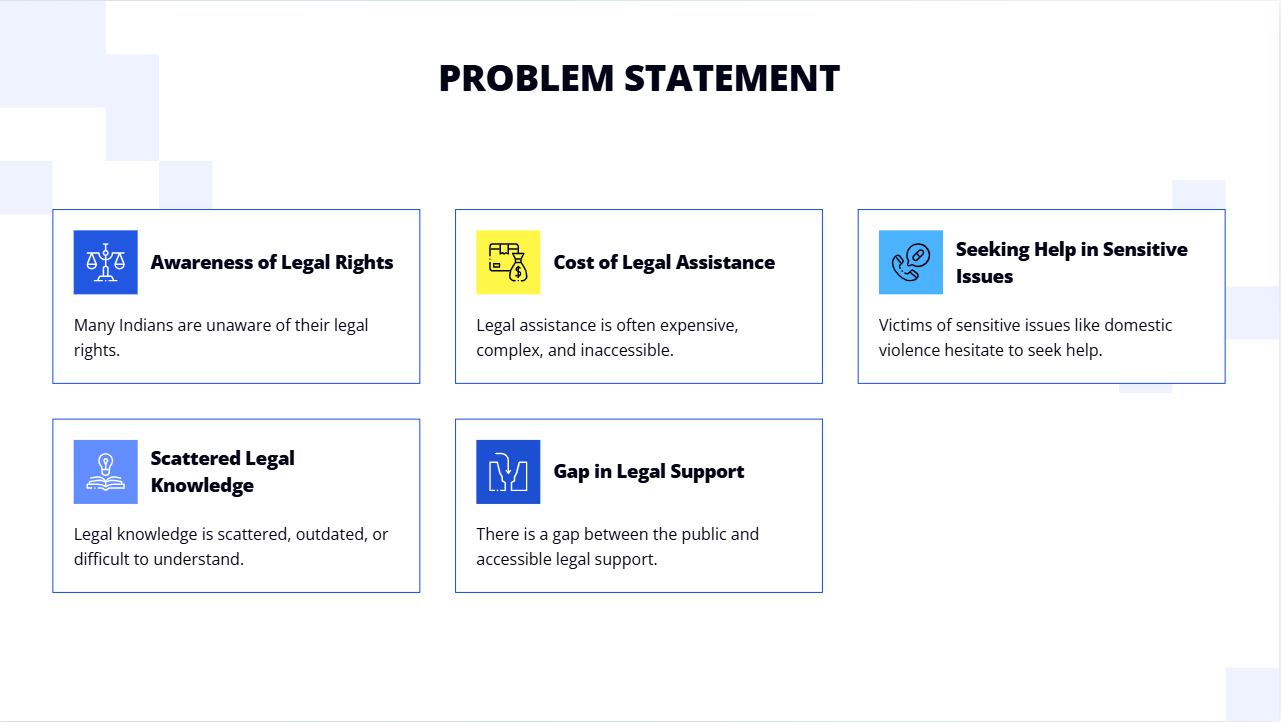 PROBLEM STATEMENT
Awareness of Legal Rights
Many Indians are unaware of their legal
rights.
Cost of Legal Assistance
Legal assistance is often expensive,
complex, and inaccessible.
Seeking Help in Sensitive
Issues
Victims of sensitive issues like domestic
violence hesitate to seek help.
Scattered Legal
Knowledge
Legal knowledge is scattered, outdated, or
difficult to understand.
Gap in Legal Support
There is a gap between the public and
accessible legal support.